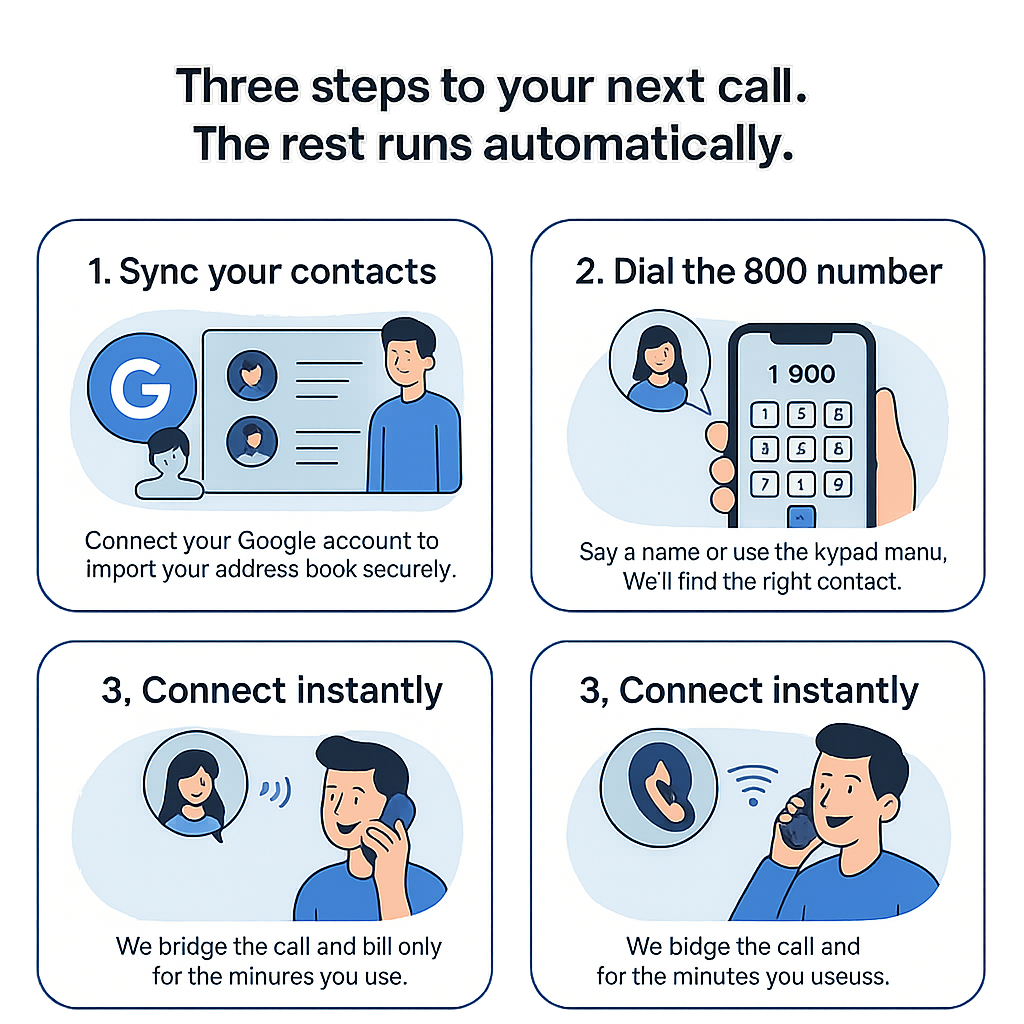 Three steps to your next call.
The rest runs automatically.
1. Sync your contacts
G
Connect your Google account to
import your address book securely.
2. Dial the 800 number
1 900
1 5 8
3 5 8
7 1 9
Say a name or use the kypad manu,
We'll find the right contact.
3, Connect instantly
We bridge the call and bill only
for the minures you use.
3, Connect instantly
We bidge the call and
for the minutes you useuss.